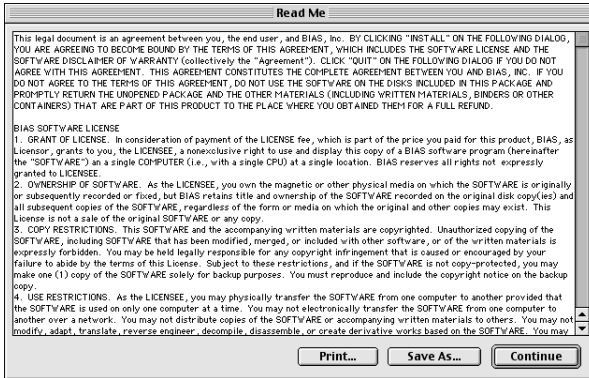 Read Me
This legal document is an agreement between you, the end user, and BIAS, Inc. BY CLICKING "INSTALL" ON THE FOLLOWING DIALOG,
YOU ARE AGREEING TO BECOME BOUND BY THE TERMS OF THIS AGREEMENT, WHICH INCLUDES THE SOFTWARE LICENSE AND THE
SOFTWARE DISCLAIMER OF WARRANTY (collectively the "Agreement"). CLICK "QUIT" ON THE FOLLOWING DIALOG IF YOU DO NOT
AGREE WITH THIS AGREEMENT. THIS AGREEMENT CONSTITUTES THE COMPLETE AGREEMENT BETWEEN YOU AND BIAS, INC. IF YOU
DO NOT AGREE TO THE TERMS OF THIS AGREEMENT, DO NOT USE THE SOFTWARE ON THE DISKS INCLUDED IN THIS PACKAGE AND
PROMPTLY RETURN THE UNOPENED PACKAGE AND THE OTHER MATERIALS (INCLUDING WRITTEN MATERIALS, BINDERS OR OTHER
CONTAINERS) THAT ARE PART OF THIS PRODUCT TO THE PLACE WHERE YOU OBTAINED THEM FOR A FULL REFUND.
BIAS SOFTWARE LICENSE
1. GRANT OF LICENSE. In consideration of payment of the LICENSE fee, which is part of the price you paid for this product, BIAS, as
Licensor, grants to you, the LICENSEE, a nonexclusive right to use and display this copy of a BIAS software program (hereinafter
the "SOFTWARE") an a single COMPUTER (i.e., with a single CPU) at a single location. BIAS reserves all rights not expressly
granted to LICENSEE.
2. OWNERSHIP OF SOFTWARE. As the LICENSEE, you own the magnetic or other physical media on which the SOFTWARE is originally
or subsequently recorded or fixed, but BIAS retains title and ownership of the SOFTWARE recorded on the original disk copy(ies) and
all subsequent copies of the SOFTWARE, regardless of the form or media on which the original and other copies may exist. This
License is not a sale of the original SOFTWARE or any copy.
3. COPY RESTRICTIONS. This SOFTWARE and the accompanying written materials are copyrighted. Unauthorized copying of the
SOFTWARE, including SOFTWARE that has been modified, merged, or included with other software, or of the written materials is
expressly forbidden. You may be held legally responsible for any copyright infringement that is caused or encouraged by your
failure to abide by the terms of this License. Subject to these restrictions, and if the SOFTWARE is not copy-protected, you may
make one (1) copy of the SOFTWARE solely for backup purposes. You must reproduce and include the copyright notice on the backup
copy.
4. USE RESTRICTIONS. As the LICENSEE, you may physically transfer the SOFTWARE from one computer to another provided that
the SOFTWARE is used on only one computer at a time. You may not electronically transfer the SOFTWARE from one computer to
another over a network. You may not distribute copies of the SOFTWARE or accompanying written materials to others. You may not
modify, adapt, translate, reverse engineer, decompile, disassemble, or create derivative works based on the SOFTWARE. You may
Print... Save As... Continue